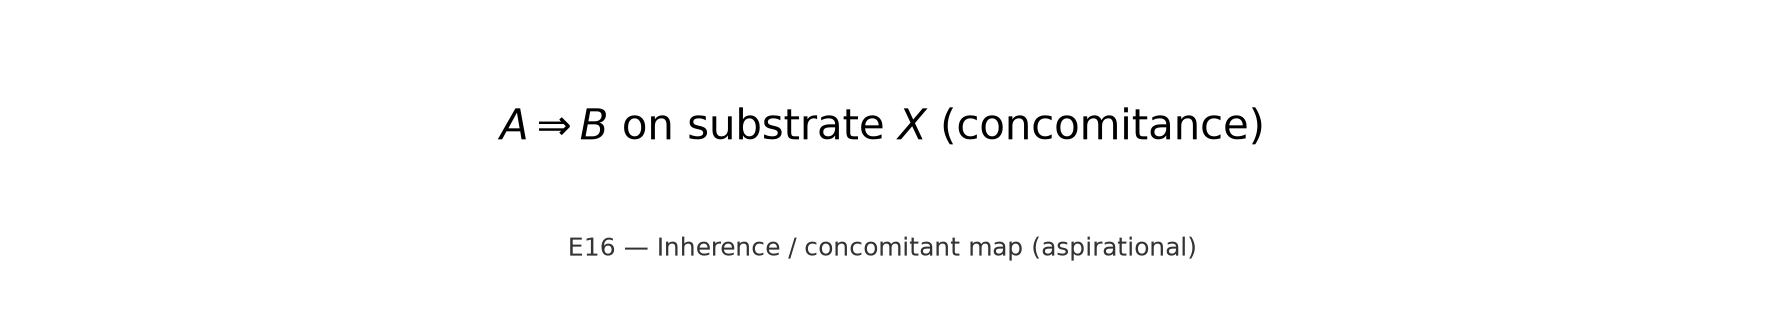 A ⇒ B on substrate X (concomitance)
E16 — Inherence / concomitant map (aspirational)